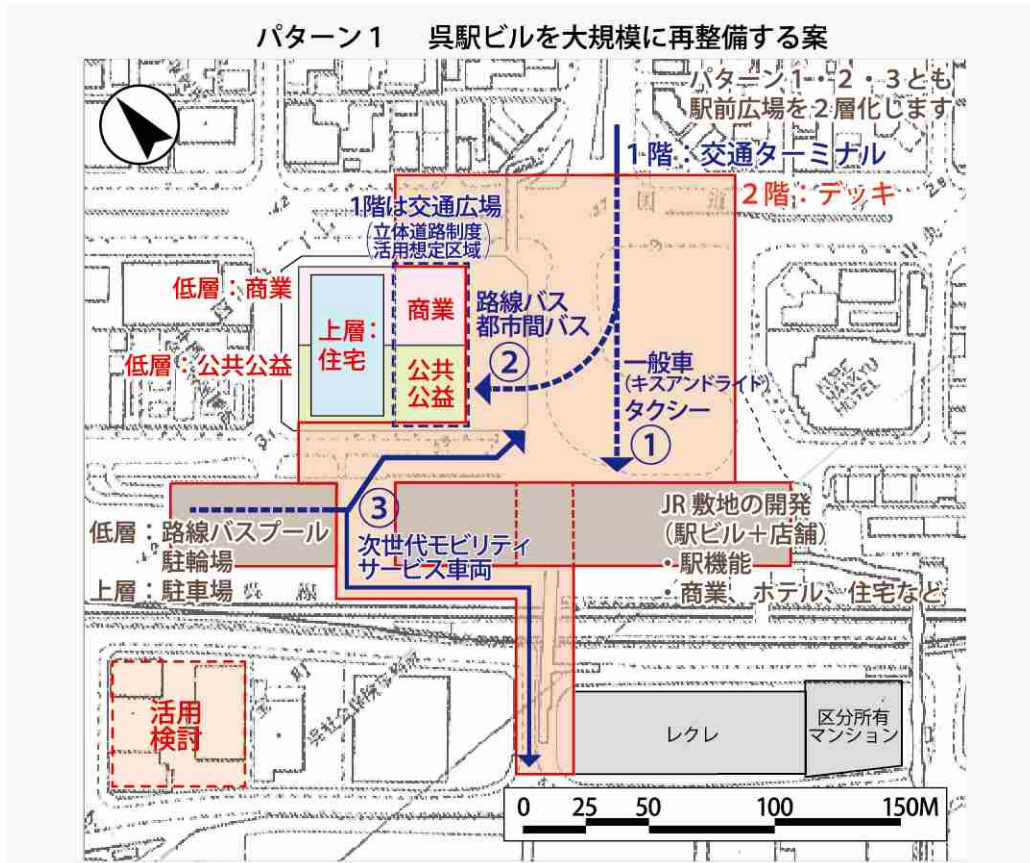 パターン１　呉駅ビルを大規模に再整備する案
パターン１・２・３とも
駅前広場を２層化します
１階：交通ターミナル
２階：デッキ
1階は交通広場
(立体道路制度
活用想定区域)
低層：商業
上層：
住宅
商業
路線バス
都市間バス
②
低層：公共公益
公共
公益
一般車
(キスアンドライド)
タクシー
①
KURE
HANKYU
HOTEL
③
次世代モビリティ
サービス車両
低層：路線バスプール
駐輪場
上層：駐車場
JR敷地の開発
(駅ビル＋店舗)
・駅機能
・商業、ホテル、住宅など
活用
検討
レクレ
区分所有
マンション
0 25 50 100 150M